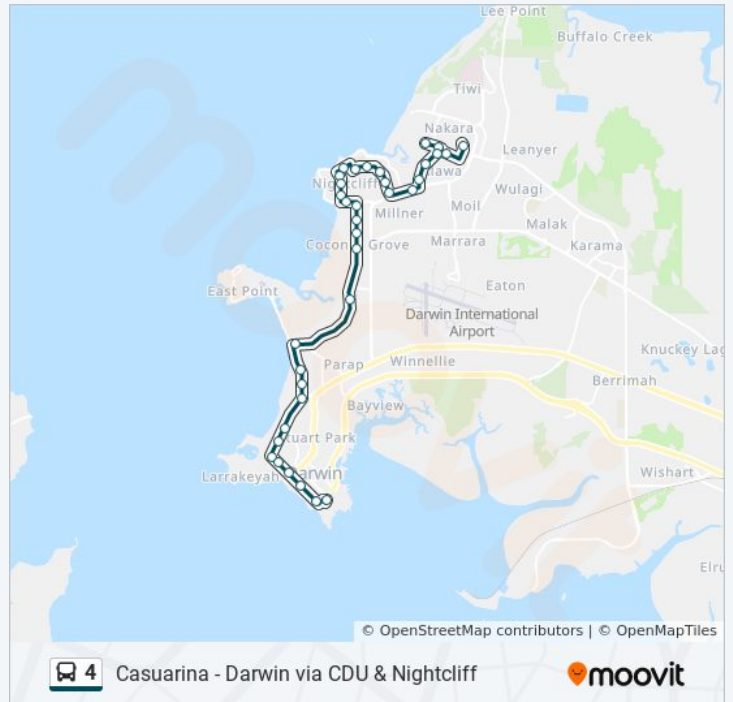 Lee Point
Buffalo Creek
Tiwi
Nakara
Leanyer
Nightcliff
Wulagi
Millner
Moil
Malak
Coconut Grove
Marrara
Karama
East Point
Eaton
Darwin International
Airport
Knuckey Lag
Parap
Winnellie
Berrimah
Bayview
Stuart Park
Larrakeyah
Darwin
Wishart
Elru
© OpenStreetMap contributors | © OpenMapTiles
4 Casuarina - Darwin via CDU & Nightcliff
moovit